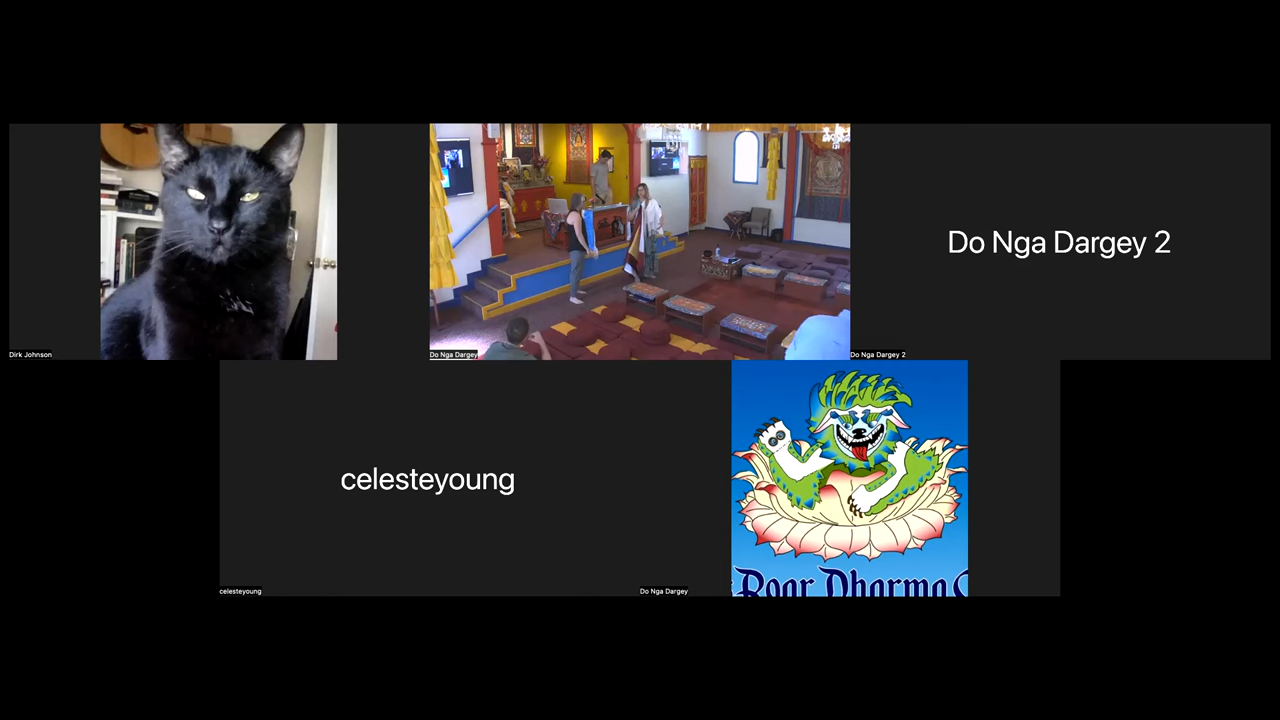 Do Nga Dargey 2
Dirk Johnson
Do Nga Dargey
Do Nga Dargey 2
celesteyoung
Roar Dharma
celesteyoung
Do Nga Dargey